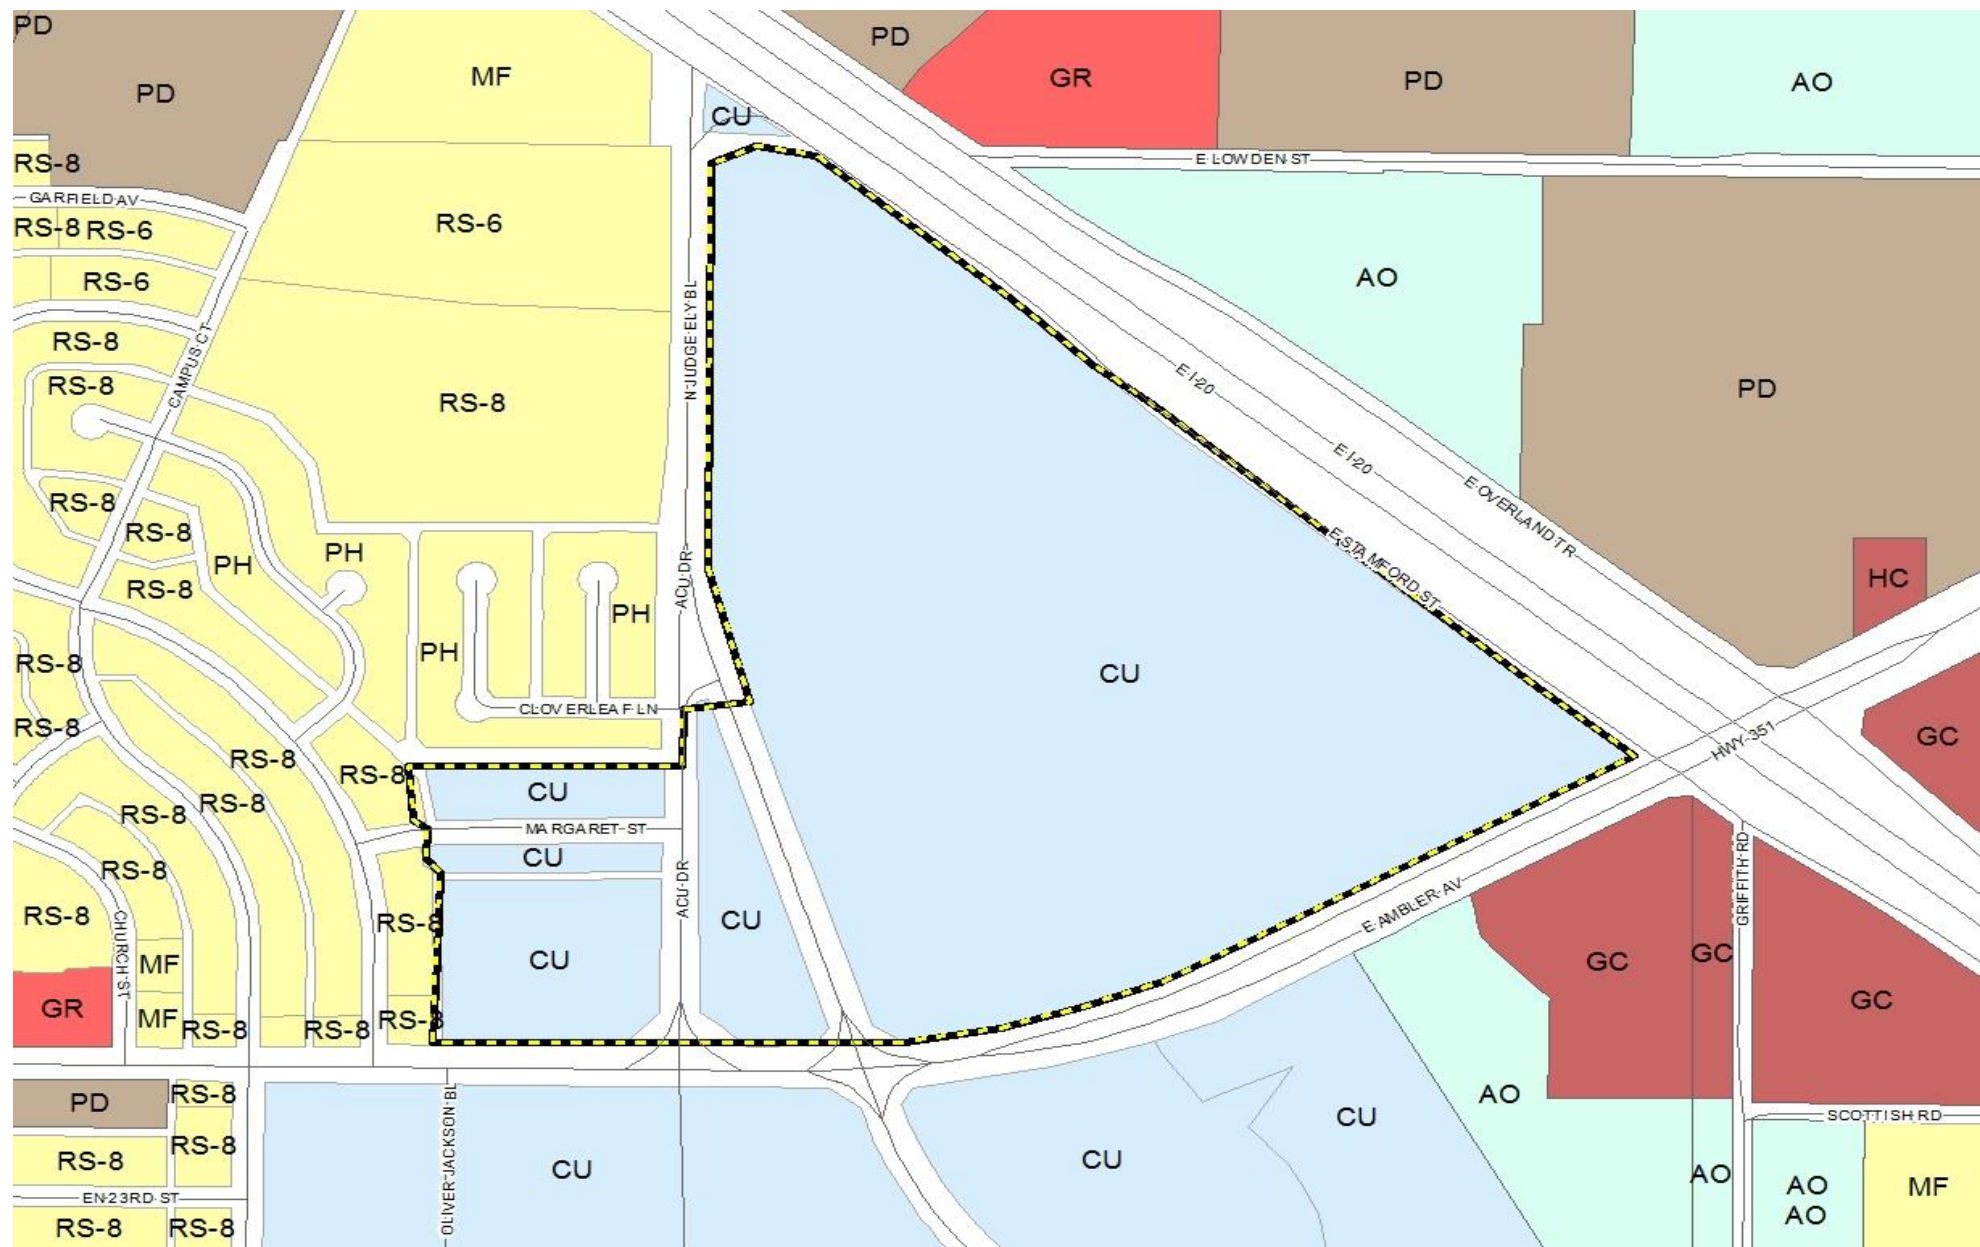 PD
PD
MF
PD
GR
PD
AO
CU
E LOWDEN ST
RS-8
GARFIELD AV
RS-8
RS-6
RS-6
RS-6
AO
RS-8
CAMPUS CT
N JUDGE ELY BL
E I-20
PD
RS-8
RS-8
E I-20
RS-8
E OVERLAND TR
RS-8
PH
PH
RS-8
ACU DR
E STAMFORD ST
HC
PH
PH
RS-8
CU
CLOVERLEAF LN
RS-8
HWY 351
GC
RS-8
RS-8
CU
RS-8
RS-8
MARGARET ST
CU
RS-8
GRIFFITH RD
RS-8
ACU DR
CU
E AMBLER AV
RS-8
CHURCH ST
MF
CU
GC
GC
GC
GR
MF
RS-8
RS-8
RS-8
PD
RS-8
OLIVER JACKSON BL
AO
CU
SCOTTISH RD
RS-8
RS-8
CU
CU
AO
AO
AO
MF
EN 23RD ST
RS-8
RS-8